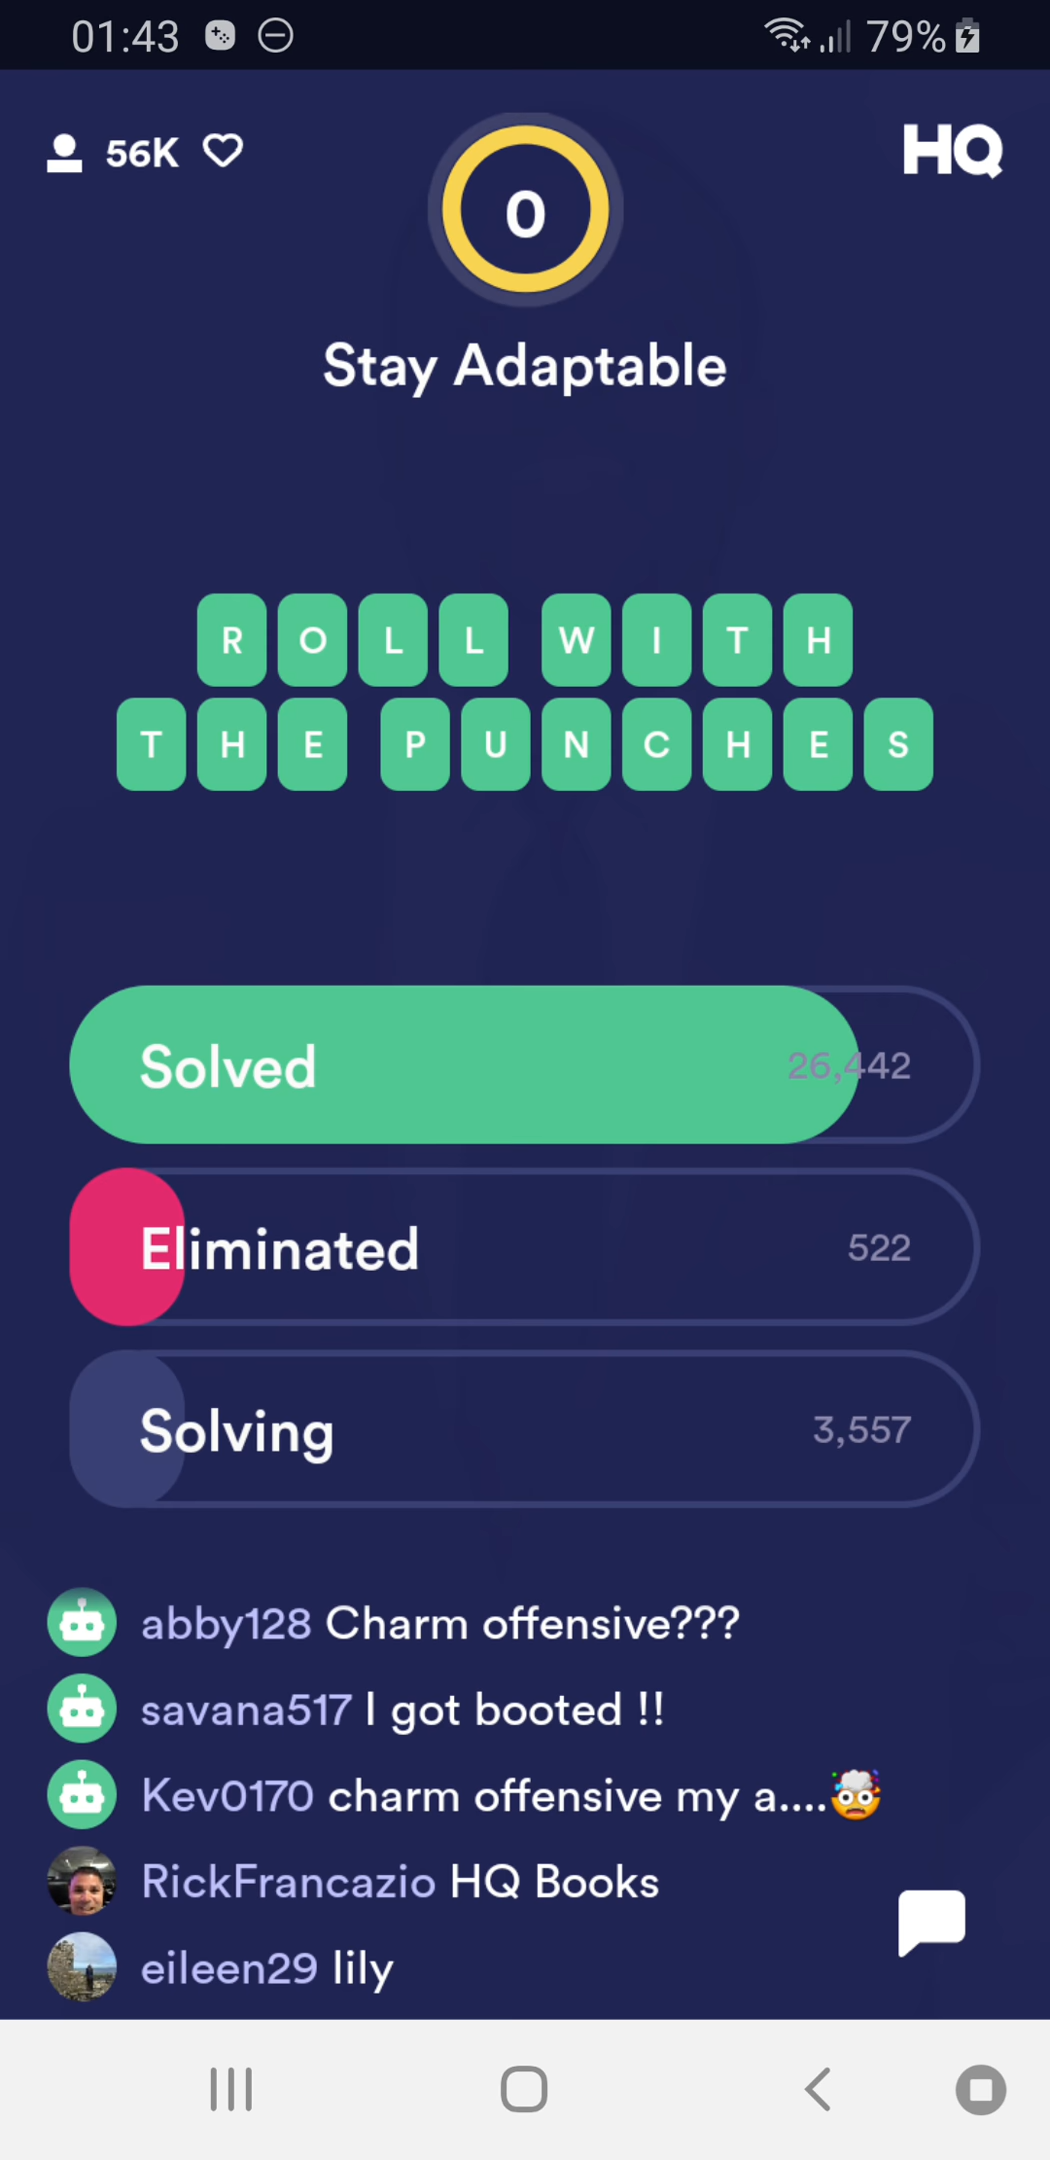 01:43 79%
56K HQ
0
Stay Adaptable
ROLL WITH
THE PUNCHES
Solved 26,442
Eliminated 522
Solving 3,557
abby128 Charm offensive???
savana517 I got booted !!
Kev0170 charm offensive my a....🤯
RickFrancazio HQ Books
eileen29 lily